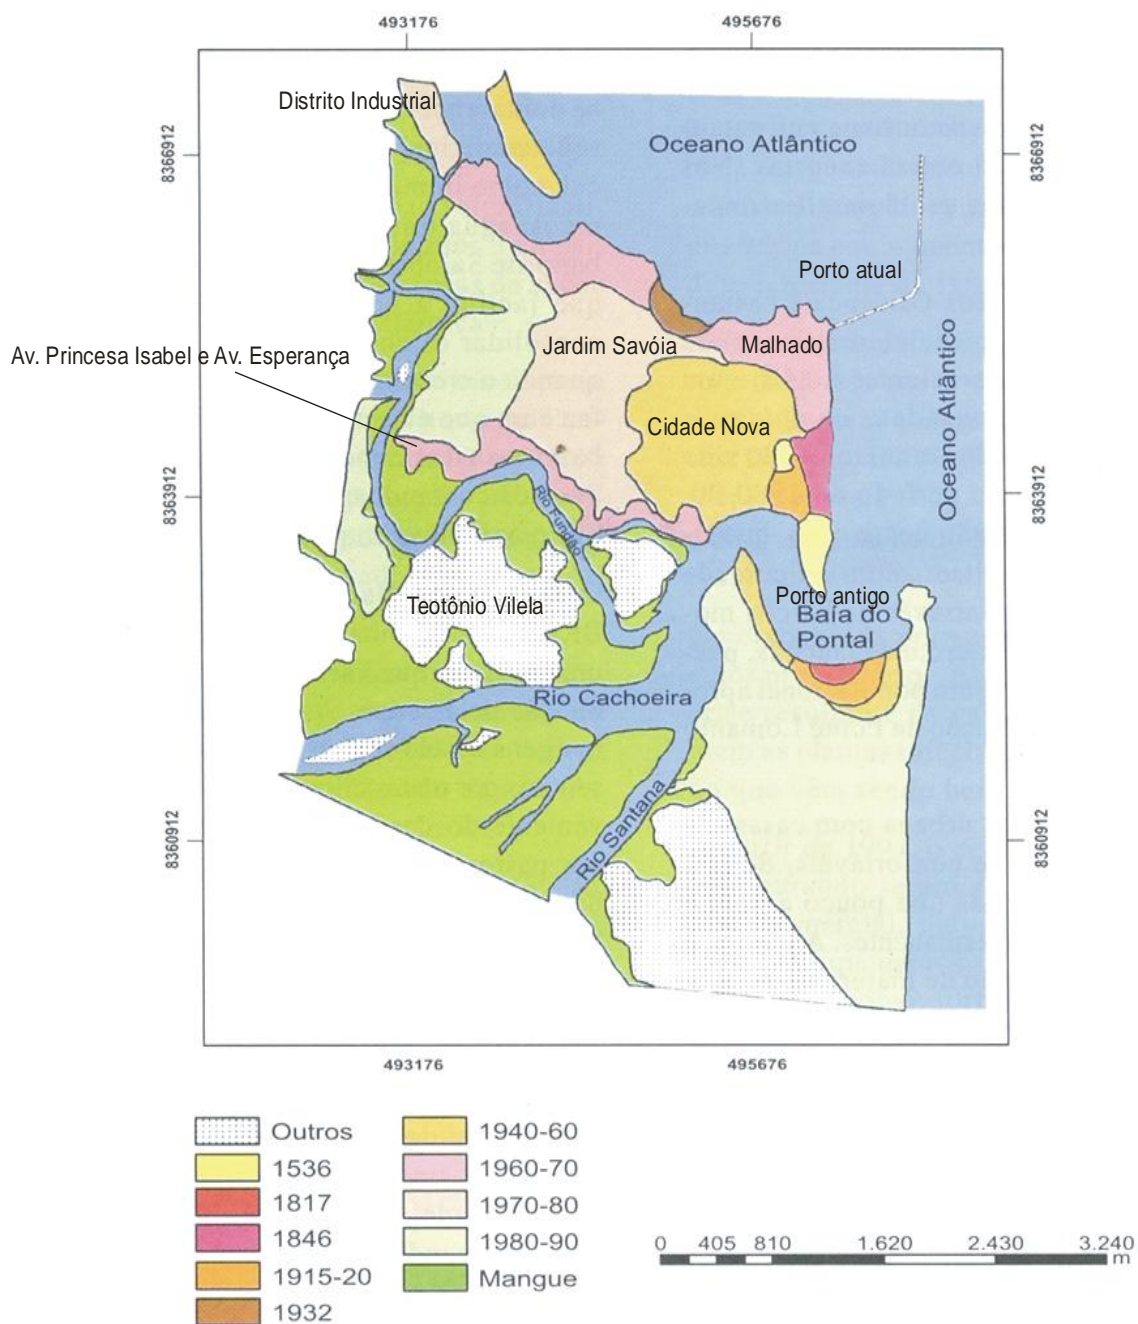 493176
495676
Distrito Industrial
Oceano Atlântico
8366912
8366912
Porto atual
Av. Princesa Isabel e Av. Esperança
Jardim Savóia
Malhado
Oceano Atlântico
Cidade Nova
8363912
8363912
Rio Fundão
Teotônio Vilela
Porto antigo
Baía do
Pontal
Rio Cachoeira
Rio Santana
8360912
8360912
493176
495676
Outros
1536
1817
1846
1915-20
1932
1940-60
1960-70
1970-80
1980-90
Mangue
0 405 810 1.620 2.430 3.240
m